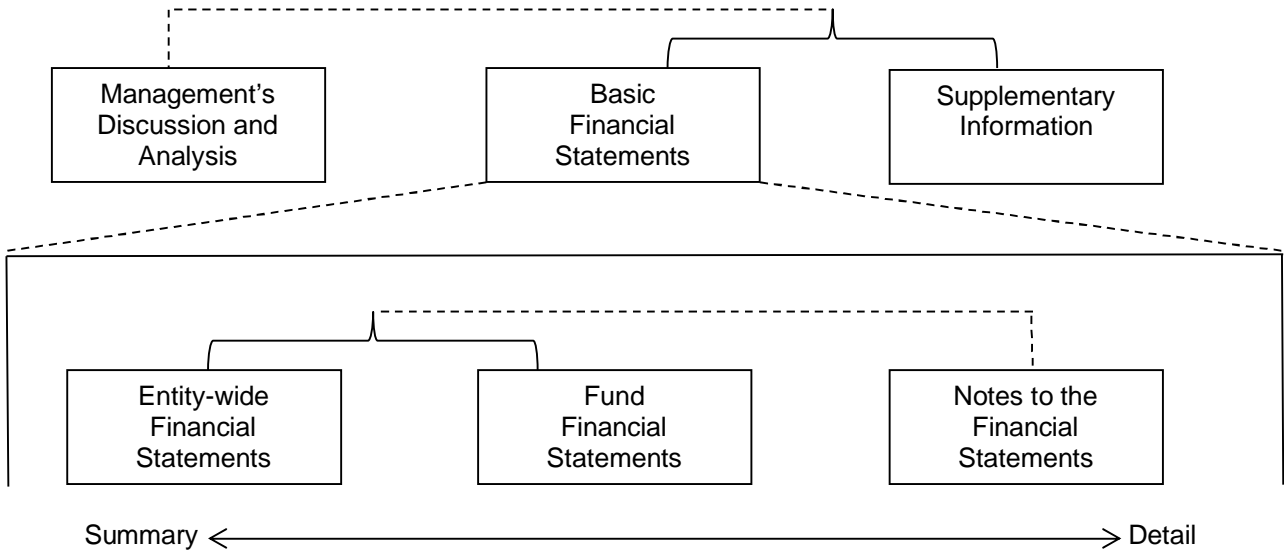 Management's
Discussion and
Analysis
Basic
Financial
Statements
Supplementary
Information
Entity-wide
Financial
Statements
Fund
Financial
Statements
Notes to the
Financial
Statements
Summary
Detail